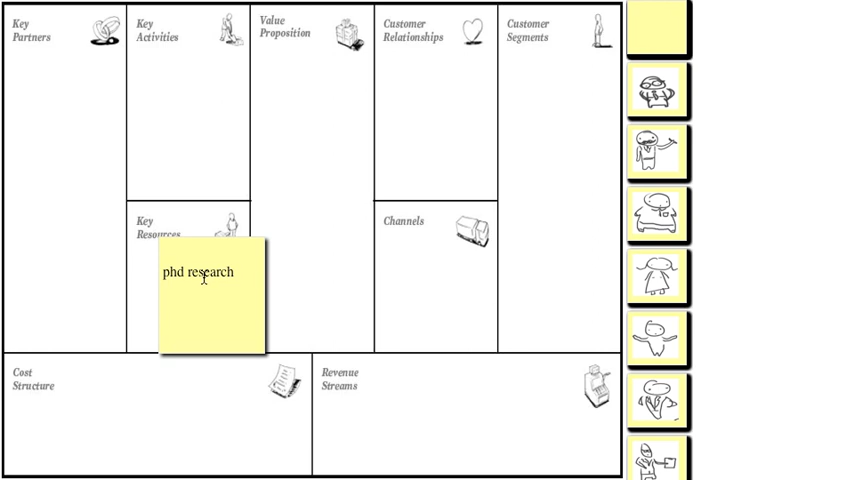 Key
Partners
Key
Activities
Value
Proposition
Customer
Relationships
Customer
Segments
Key
Resources
Channels
phd research
Cost
Structure
Revenue
Streams